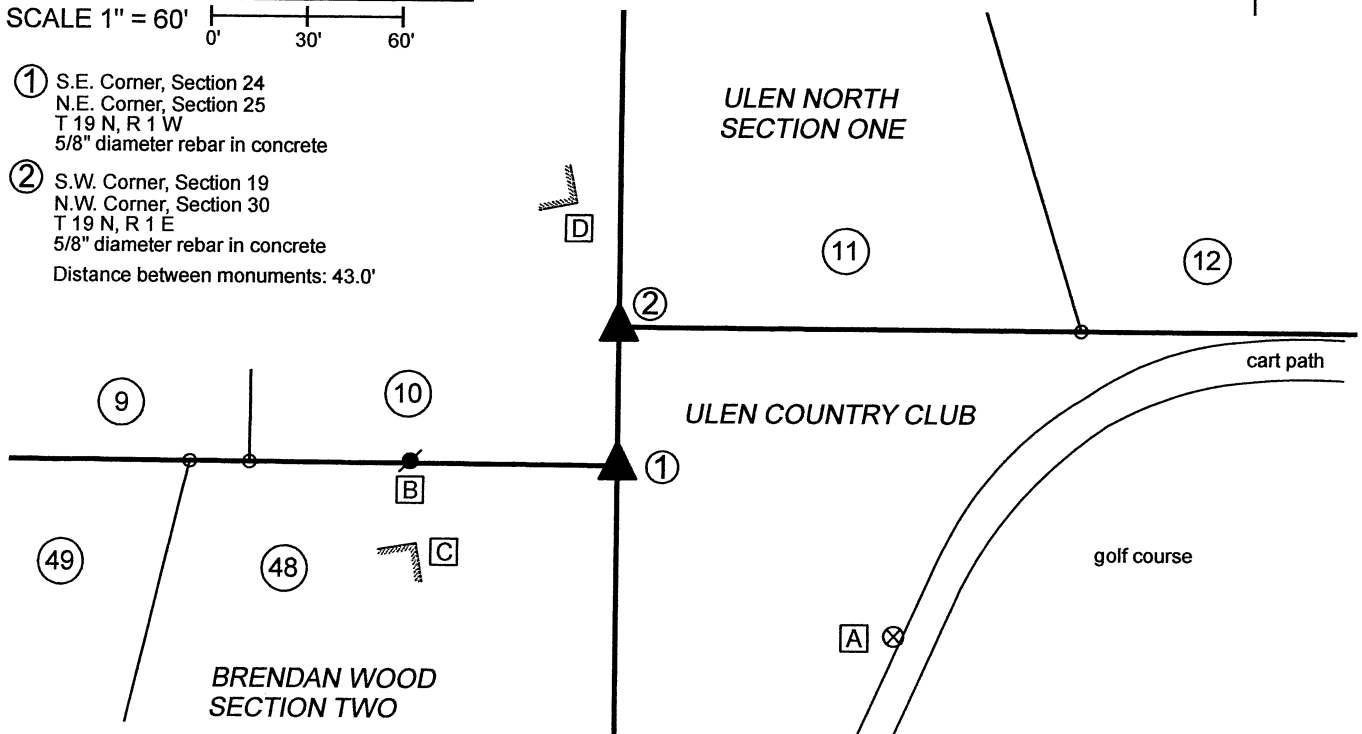 SCALE 1" = 60'
0' 30' 60'
1 S.E. Corner, Section 24
N.E. Corner, Section 25
T 19 N, R 1 W
5/8" diameter rebar in concrete
2 S.W. Corner, Section 19
N.W. Corner, Section 30
T 19 N, R 1 E
5/8" diameter rebar in concrete
Distance between monuments: 43.0'
ULEN NORTH
SECTION ONE
D
11
12
2
cart path
9
10
ULEN COUNTRY CLUB
1
B
C
49
48
golf course
A
BRENDAN WOOD
SECTION TWO